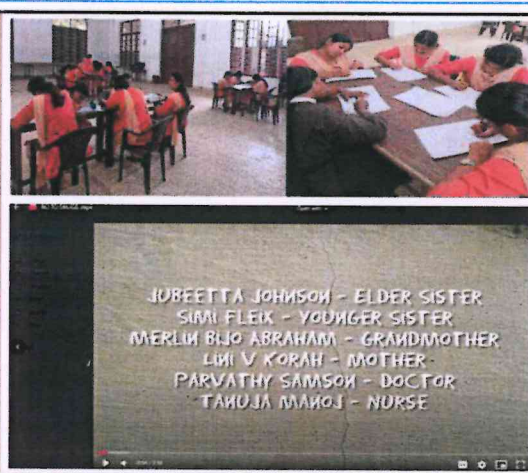 JUBEETTA JOHNSON - ELDER SISTER
SIMI FLEIX - YOUNGER SISTER
MERLIN BIJO ABRAHAM - GRANDMOTHER
LINI V KORAH - MOTHER
PARVATHY SAMSON - DOCTOR
TANUJA MANOJ - NURSE